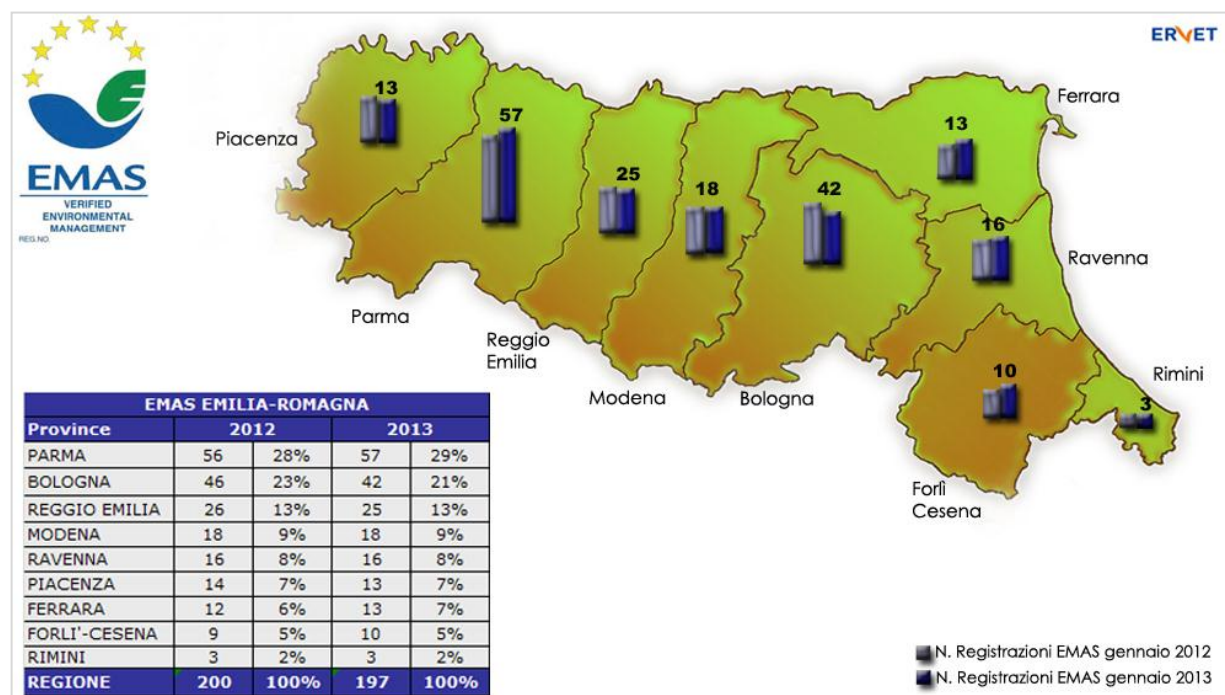 EMAS
VERIFIED
ENVIRONMENTAL
MANAGEMENT
REG.NO.
ERVET
Piacenza
Parma
Reggio
Emilia
Modena
Bologna
Ferrara
Ravenna
Rimini
Forlì
Cesena
13
57
25
18
42
13
16
10
3
EMAS EMILIA-ROMAGNA
Province 2012 2013
PARMA 56 28% 57 29%
BOLOGNA 46 23% 42 21%
REGGIO EMILIA 26 13% 25 13%
MODENA 18 9% 18 9%
RAVENNA 16 8% 16 8%
PIACENZA 14 7% 13 7%
FERRARA 12 6% 13 7%
FORLI'-CESENA 9 5% 10 5%
RIMINI 3 2% 3 2%
REGIONE 200 100% 197 100%
N. Registrazioni EMAS gennaio 2012
N. Registrazioni EMAS gennaio 2013